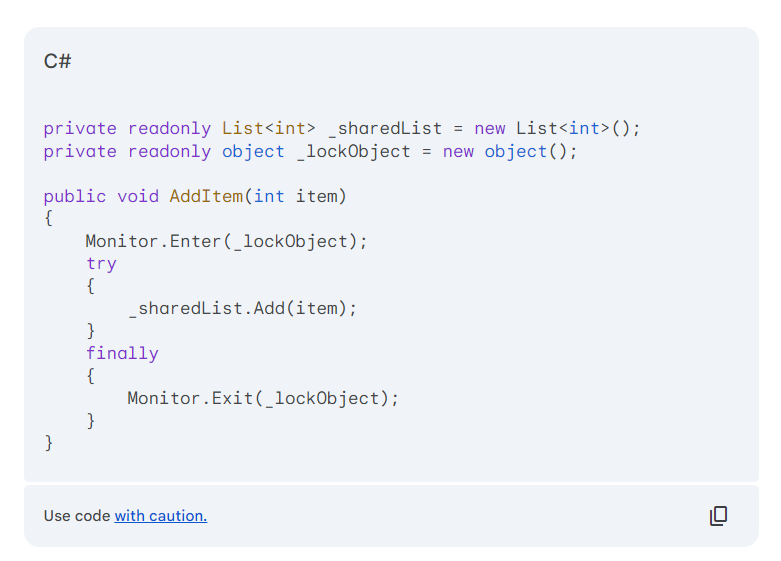 C#
private readonly List<int> _sharedList = new List<int>();
private readonly object _lockObject = new object();
public void AddItem(int item)
{
    Monitor.Enter(_lockObject);
    try
    {
        _sharedList.Add(item);
    }
    finally
    {
        Monitor.Exit(_lockObject);
    }
}
Use code with caution.